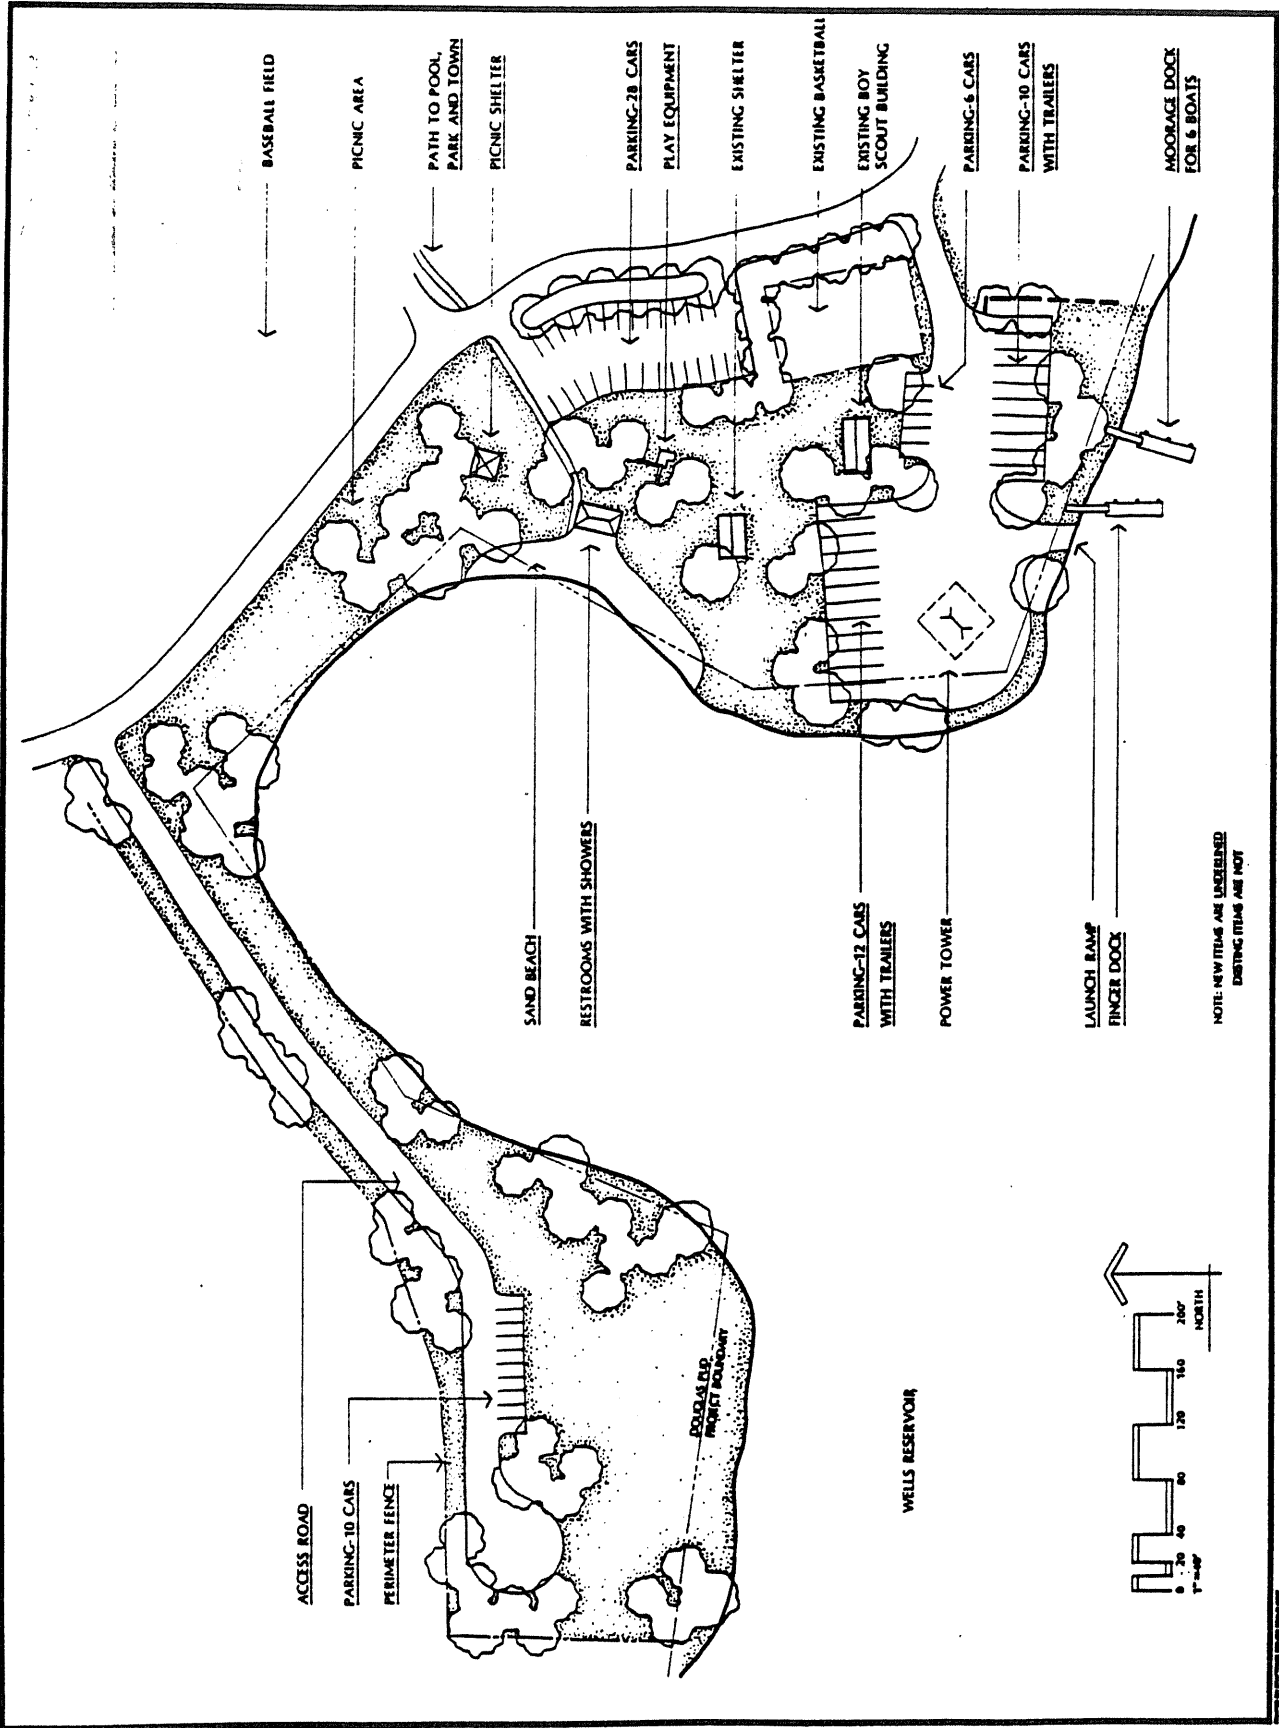 BASEBALL FIELD
PICNIC AREA
PATH TO POOL,
PARK AND TOWN
PICNIC SHELTER
PARKING-28 CARS
PLAY EQUIPMENT
EXISTING SHELTER
EXISTING BASKETBALL
EXISTING BOY
SCOUT BUILDING
PARKING-6 CARS
PARKING-10 CARS
WITH TRAILERS
MOORAGE DOCK
FOR 6 BOATS
SAND BEACH
RESTROOMS WITH SHOWERS
PARKING-12 CARS
WITH TRAILERS
POWER TOWER
LAUNCH RAMP
FINGER DOCK
NOTE: NEW ITEMS ARE UNDERLINED
EXISTING ITEMS ARE NOT
ACCESS ROAD
PARKING-10 CARS
PERIMETER FENCE
DOUGLAS PUD
PROJECT BOUNDARY
WELLS RESERVOIR
0 20 40 80 120 160 200'
1"=40'
NORTH